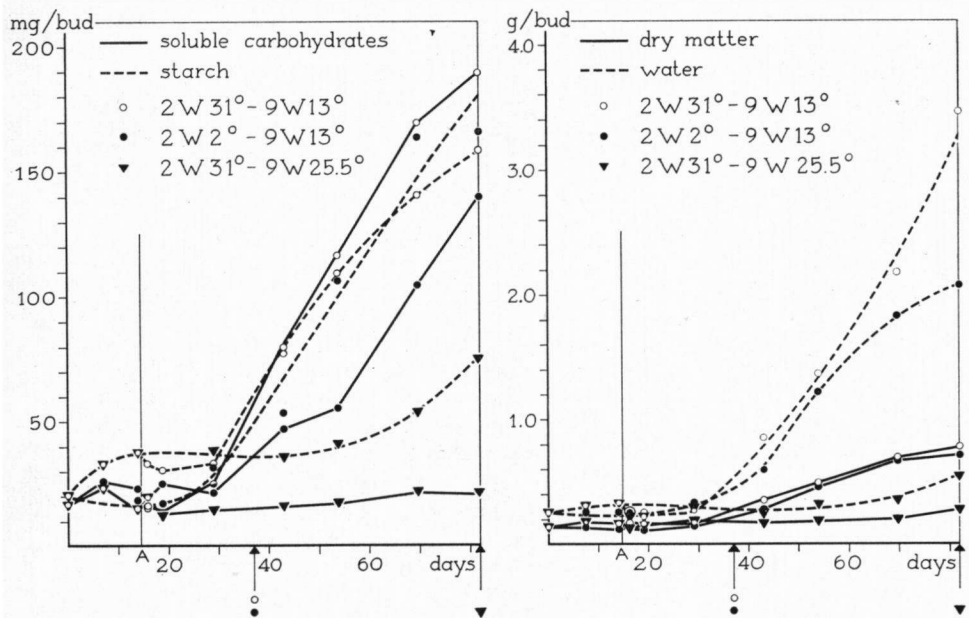 mg/bud
200
soluble carbohydrates
starch
2 W 31° - 9 W 13°
2 W 2° - 9 W 13°
2 W 31° - 9 W 25.5°
150
100
50
A
20
40
60
days
g/bud
4.0
dry matter
water
2 W 31° - 9 W 13°
2 W 2° - 9 W 13°
2 W 31° - 9 W 25.5°
3.0
2.0
1.0
A
20
40
60
days